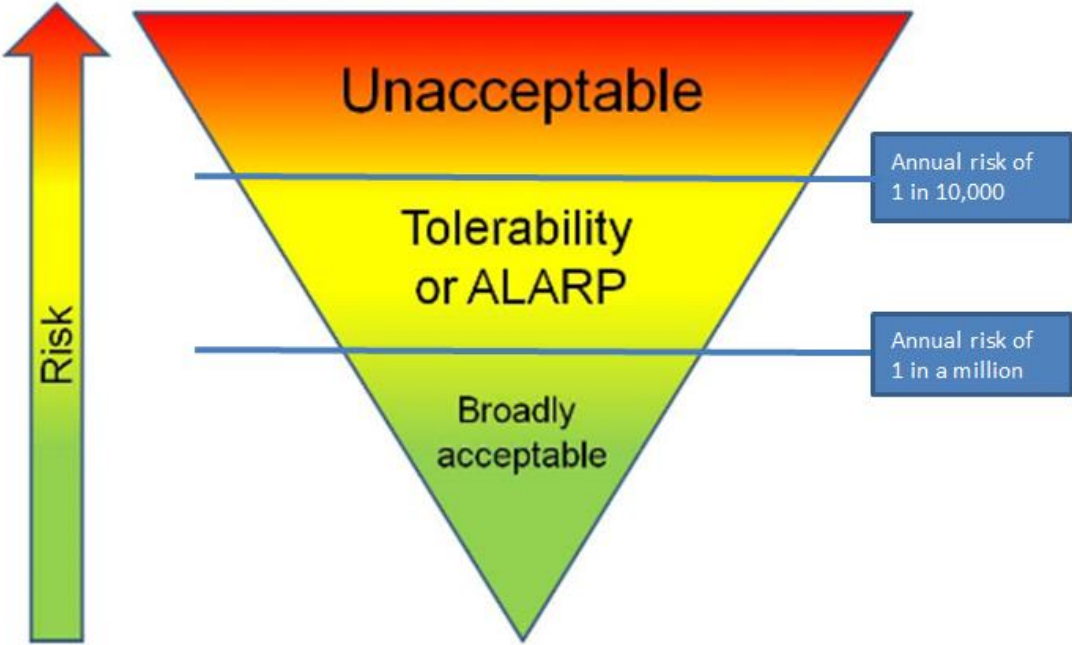 Unacceptable
Annual risk of
1 in 10,000
Tolerability
or ALARP
Risk
Annual risk of
1 in a million
Broadly
acceptable